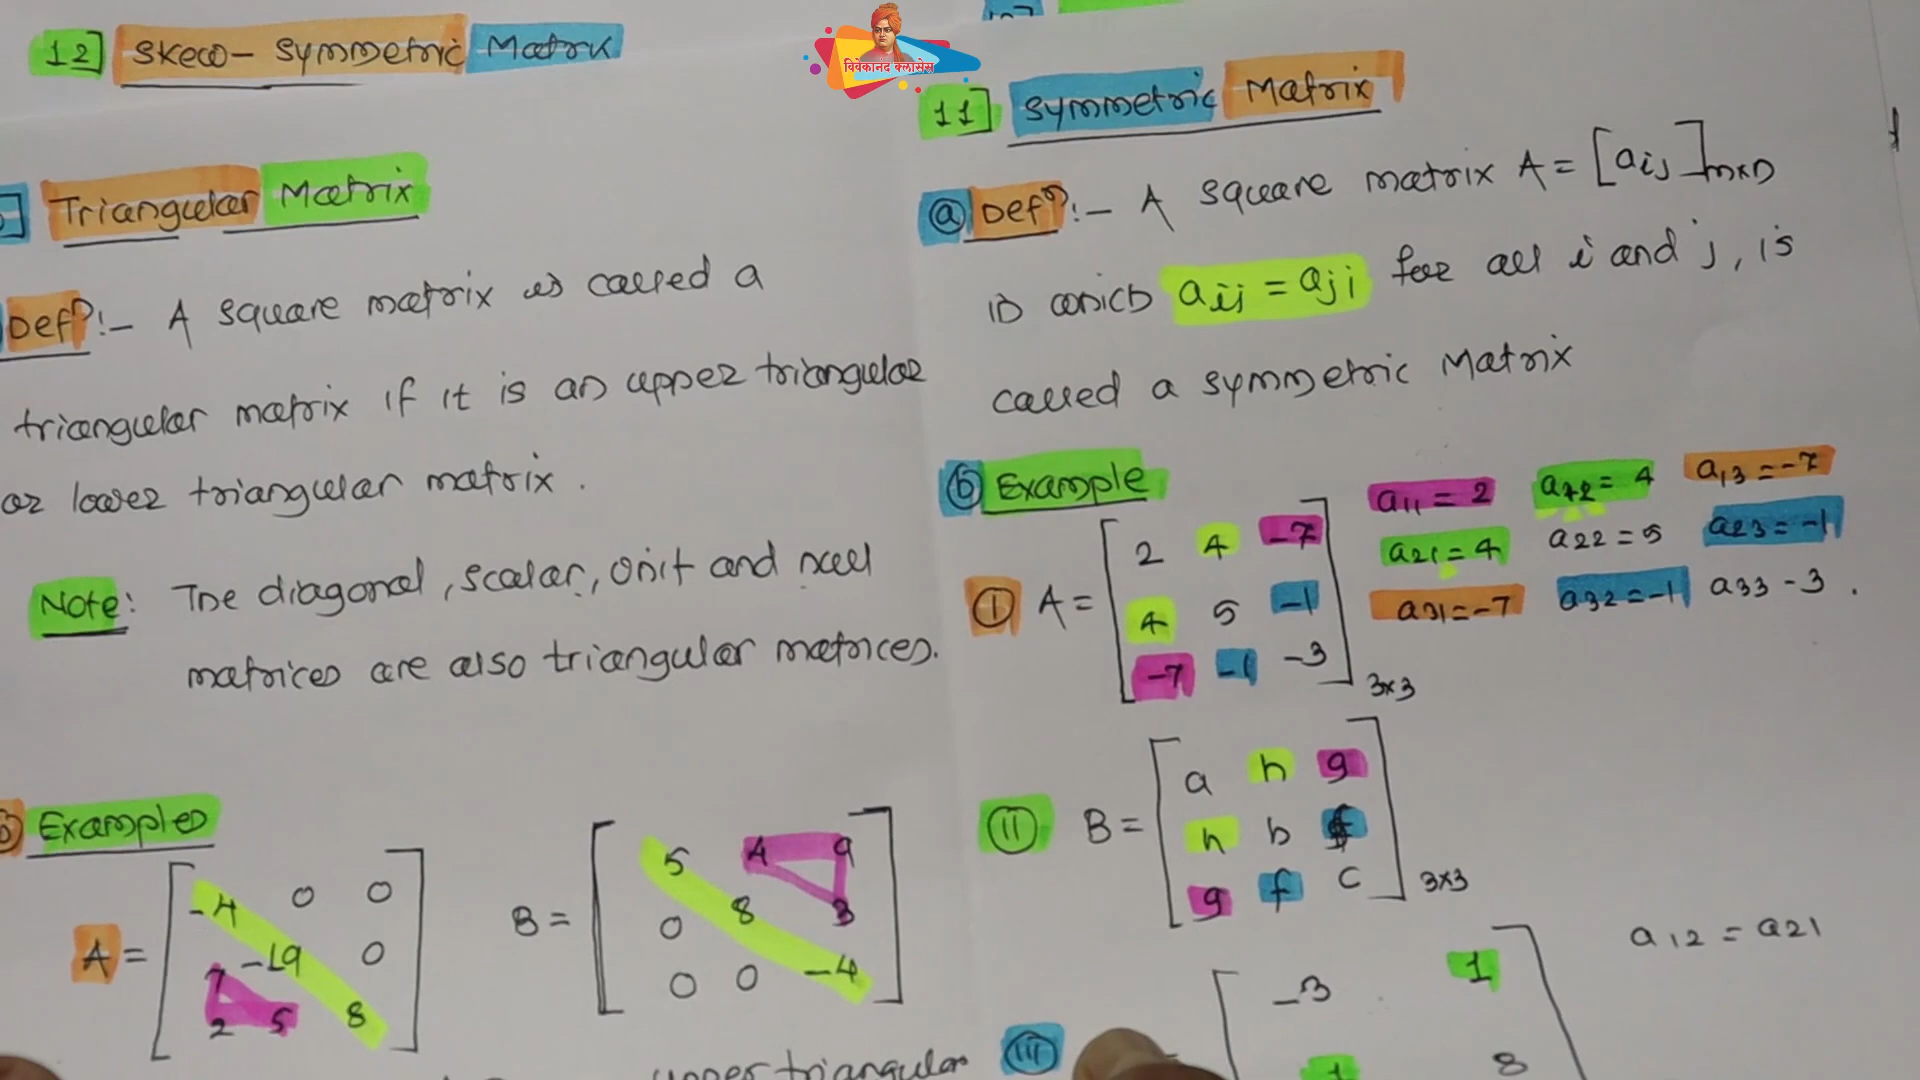 12] Skew-Symmetric Matrix
Triangular Matrix
Defn:- A square matrix is called a
triangular matrix if it is an upper triangular
or lower triangular matrix.
Note: The diagonal, scalar, unit and null
matrices are also triangular matrices.
Examples
A =
-4 0 0
7 -19 0
2 5 8
B =
5 4 9
0 8 3
0 0 -4
upper triangular
विवेकानंद क्लासेस
11] Symmetric Matrix
ⓐ Defn:- A square matrix A = [aij]nxn
in which aij = aji for all i and j, is
called a symmetric Matrix
ⓑ Example
a11 = 2 a12 = 4 a13 = -7
a21 = 4 a22 = 5 a23 = -1
a31 = -7 a32 = -1 a33 - 3 .
ⓘ A =
2 4 -7
4 5 -1
-7 -1 -3
3x3
(ii) B =
a h g
h b f
g f c
3x3
a12 = a21
(iii)
-3 1
1 8